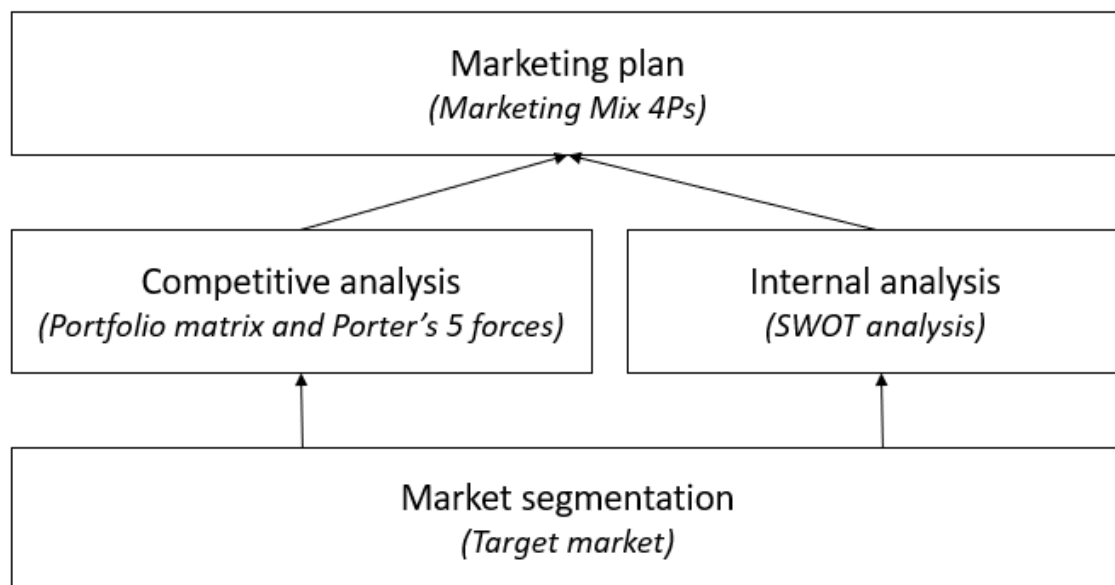 Marketing plan
(Marketing Mix 4Ps)
Competitive analysis
(Portfolio matrix and Porter’s 5 forces)
Internal analysis
(SWOT analysis)
Market segmentation
(Target market)